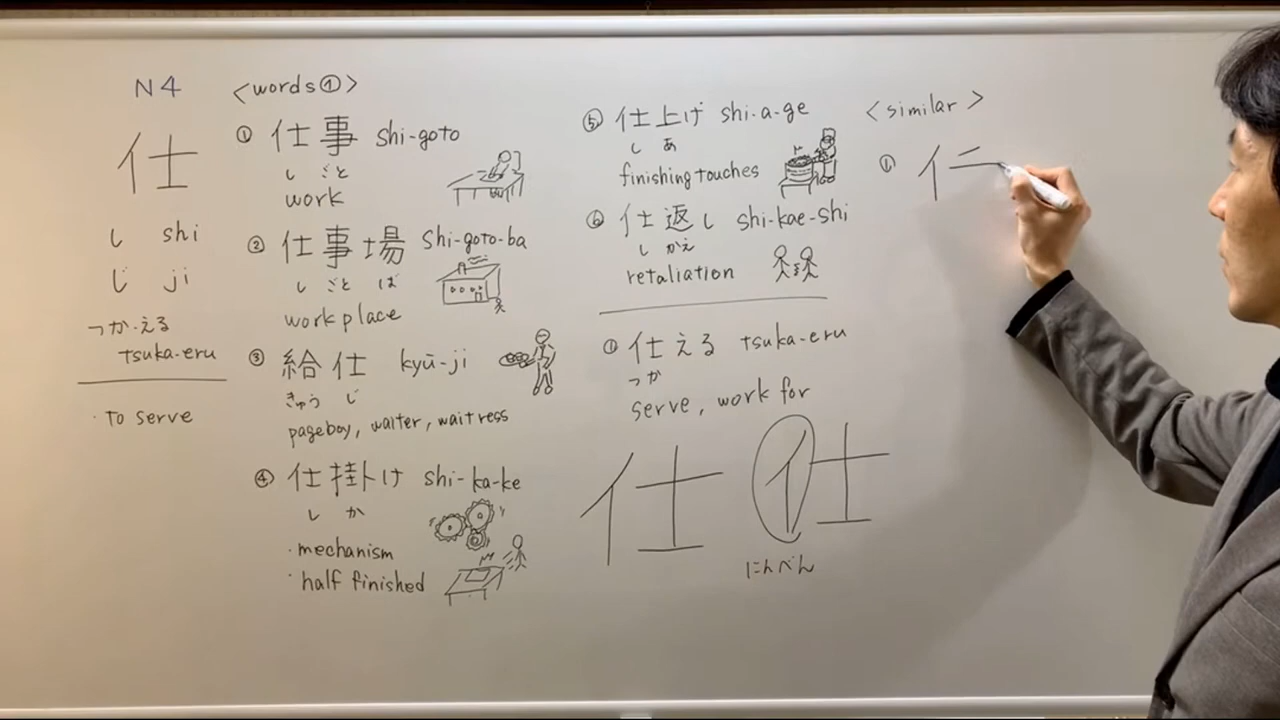 N4
仕
し shi
じ ji
つか・える
tsuka-eru
・To serve
<words①>
① 仕事 shi-goto
し ごと
work
② 仕事場 shi-goto-ba
し ごと ば
workplace
③ 給仕 kyū-ji
きゅう じ
pageboy, waiter, waitress
④ 仕掛け shi-ka-ke
し か
・mechanism
・half finished
⑤ 仕上げ shi-a-ge
し あ
finishing touches
⑥ 仕返し shi-kae-shi
し かえ
retaliation
① 仕える tsuka-eru
つか
serve, work for
仕 仕
にんべん
<similar>
①